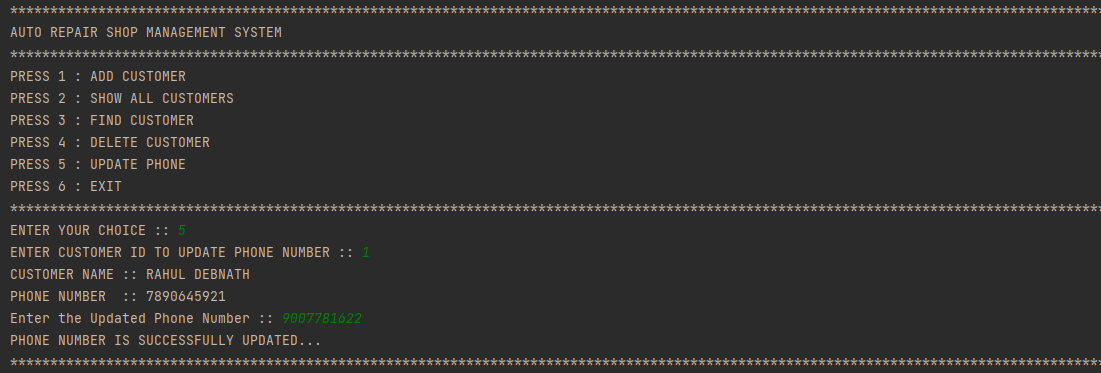 ******************************************************************************************************************************************
AUTO REPAIR SHOP MANAGEMENT SYSTEM
******************************************************************************************************************************************
PRESS 1 : ADD CUSTOMER
PRESS 2 : SHOW ALL CUSTOMERS
PRESS 3 : FIND CUSTOMER
PRESS 4 : DELETE CUSTOMER
PRESS 5 : UPDATE PHONE
PRESS 6 : EXIT
******************************************************************************************************************************************
ENTER YOUR CHOICE :: 5
ENTER CUSTOMER ID TO UPDATE PHONE NUMBER :: 1
CUSTOMER NAME :: RAHUL DEBNATH
PHONE NUMBER  :: 7890645921
Enter the Updated Phone Number :: 9007781622
PHONE NUMBER IS SUCCESSFULLY UPDATED...
******************************************************************************************************************************************